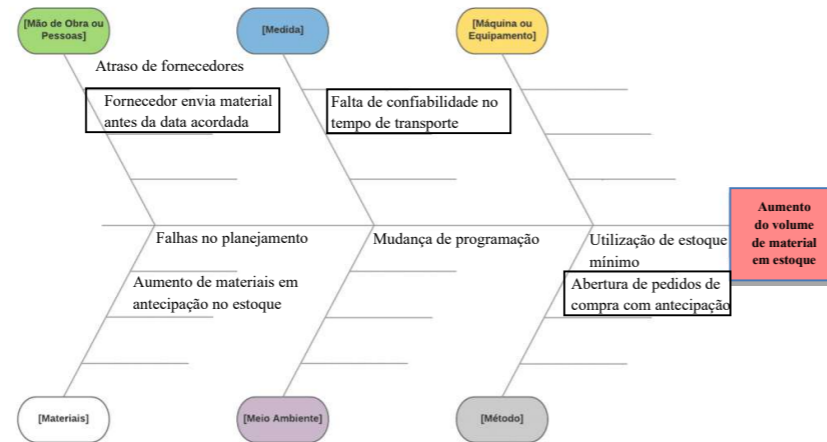 [Mão de Obra ou
Pessoas]
[Medida]
[Máquina ou
Equipamento]
Atraso de fornecedores
Fornecedor envia material
antes da data acordada
Falta de confiabilidade no
tempo de transporte
Aumento
do volume
de material
em estoque
Falhas no planejamento
Mudança de programação
Utilização de estoque
mínimo
Aumento de materiais em
antecipação no estoque
Abertura de pedidos de
compra com antecipação
[Materiais]
[Meio Ambiente]
[Método]